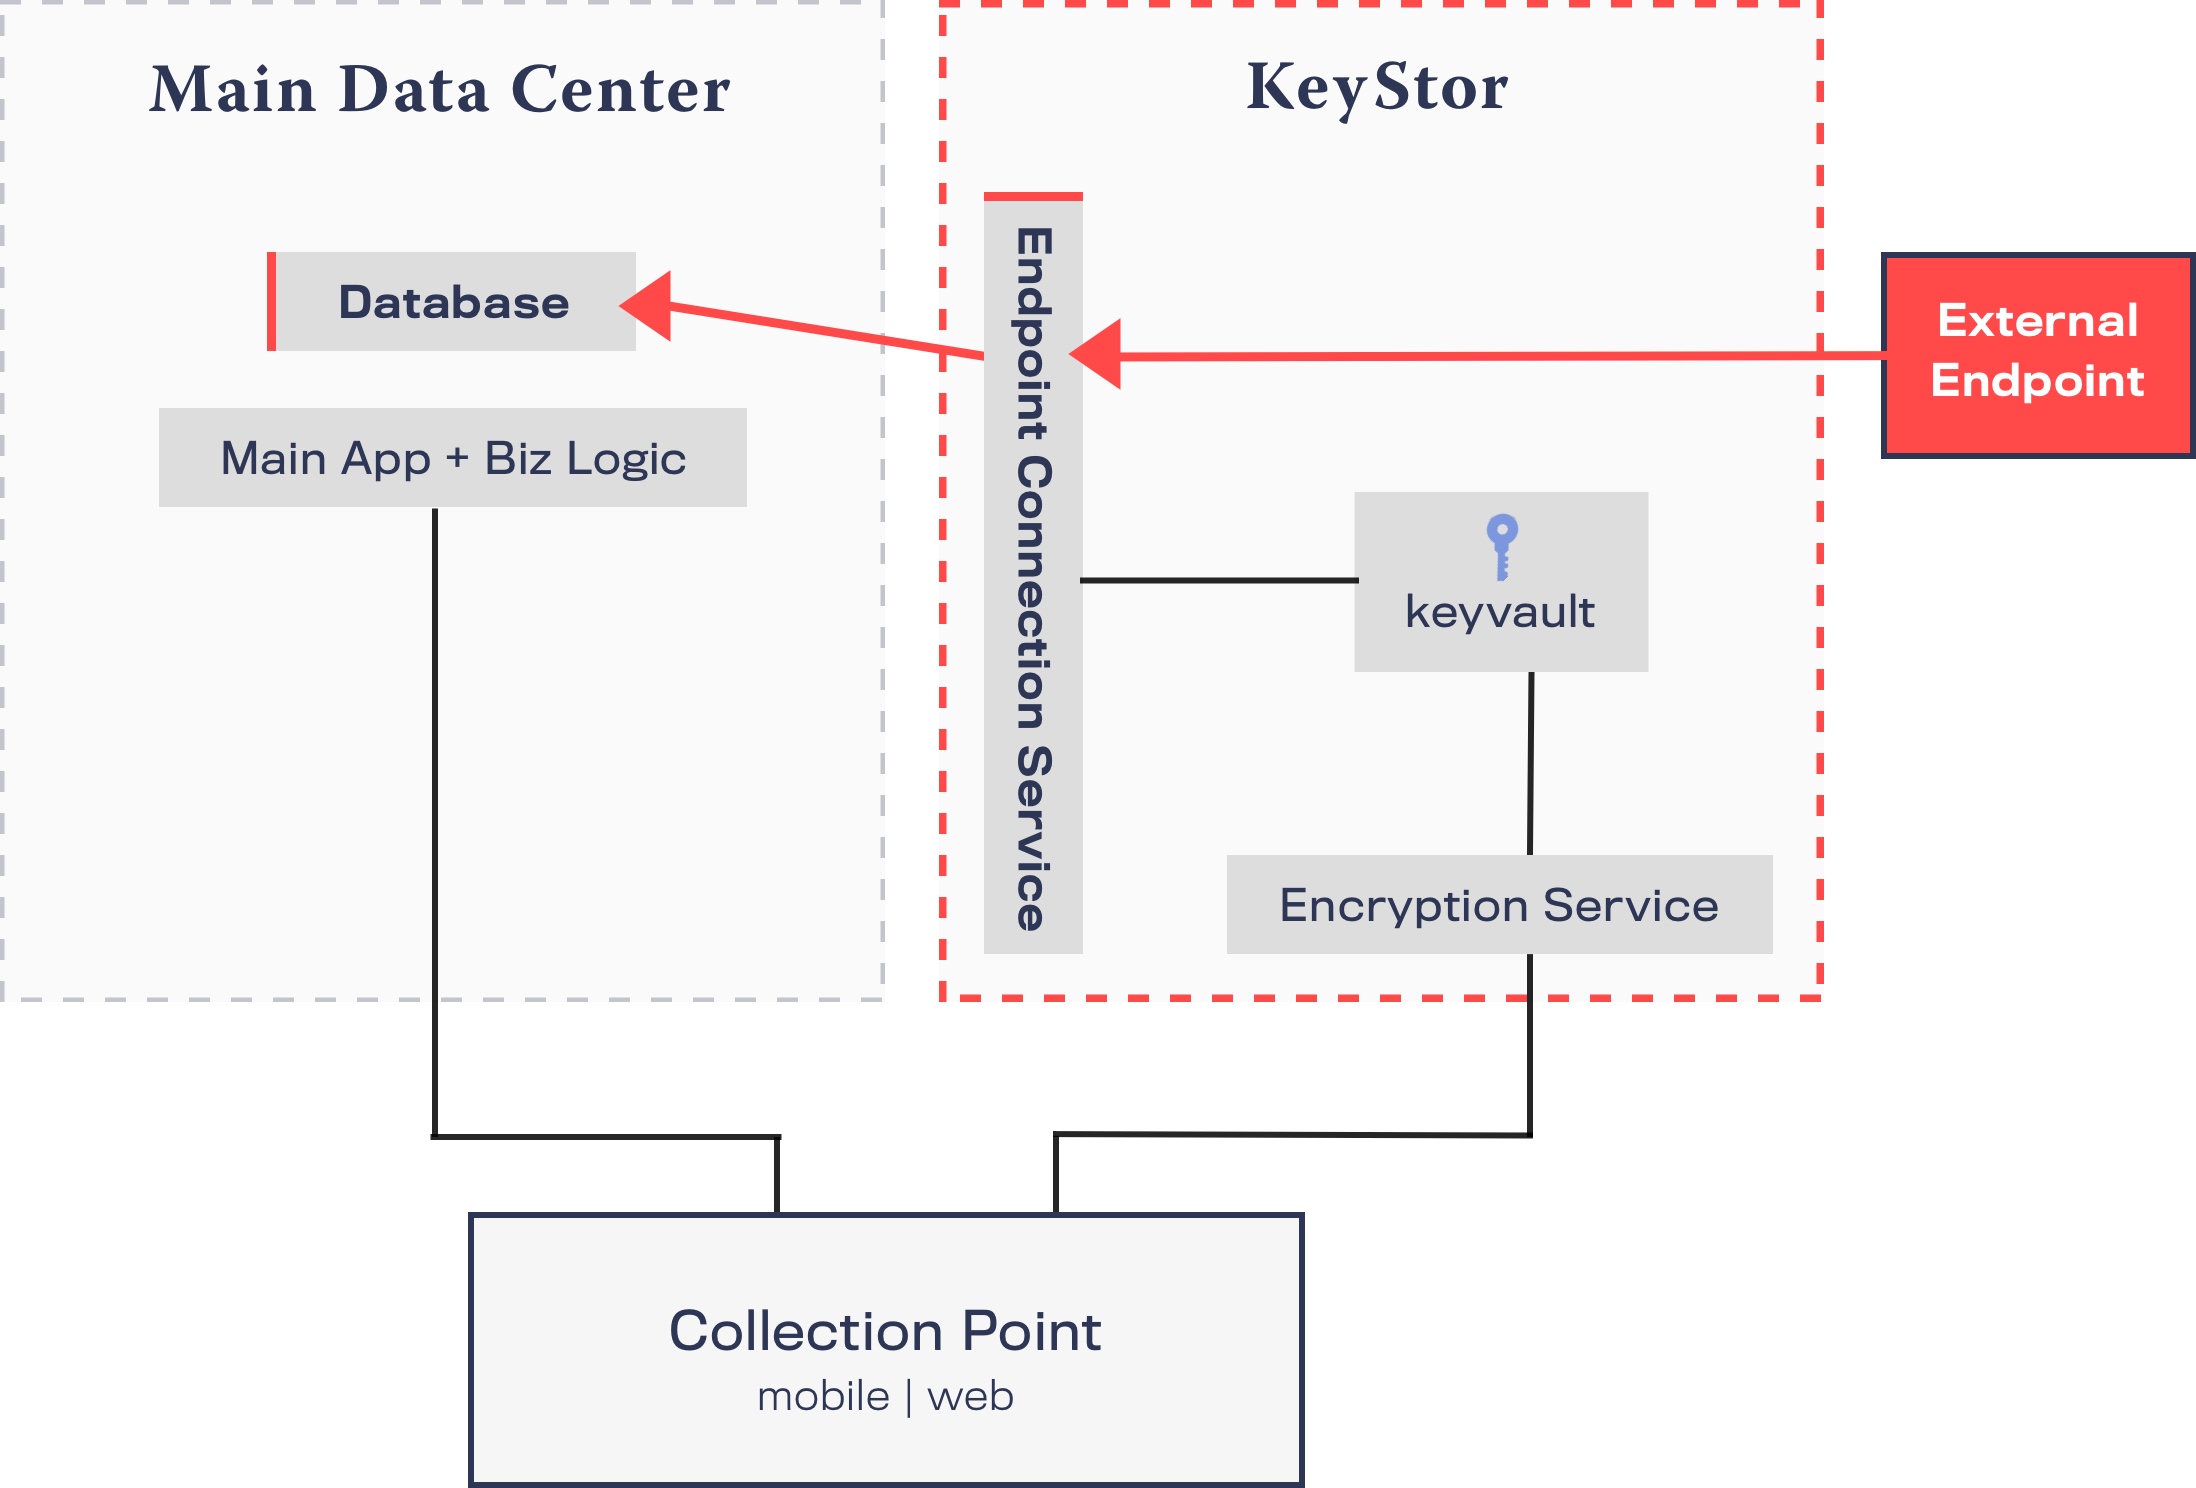 Main Data Center
KeyStor
Database
Main App + Biz Logic
Endpoint Connection Service
External
Endpoint
keyvault
Encryption Service
Collection Point
mobile | web